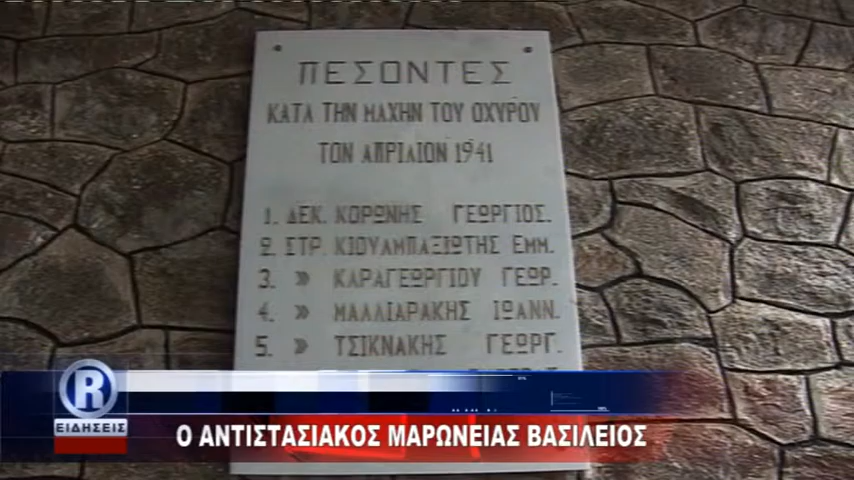 ΠΕΣΟΝΤΕΣ
ΚΑΤΑ ΤΗΝ ΜΑΧΗΝ ΤΟΥ ΟΧΥΡΟΥ
ΤΟΝ ΑΠΡΙΛΙΟΝ 1941
1. ΔΕΚ. ΚΟΡΩΝΗΣ ΓΕΩΡΓΙΟΣ.
2. ΣΤΡ. ΚΙΟΥΛΜΠΑΞΙΩΤΗΣ ΕΜΜ.
3. » ΚΑΡΑΓΕΩΡΓΙΟΥ ΓΕΩΡ.
4. » ΜΑΛΛΙΑΡΑΚΗΣ ΙΩΑΝΝ.
5. » ΤΣΙΚΝΑΚΗΣ ΓΕΩΡΓ.
R
ΕΙΔΗΣΕΙΣ
Ο ΑΝΤΙΣΤΑΣΙΑΚΟΣ ΜΑΡΩΝΕΙΑΣ ΒΑΣΙΛΕΙΟΣ